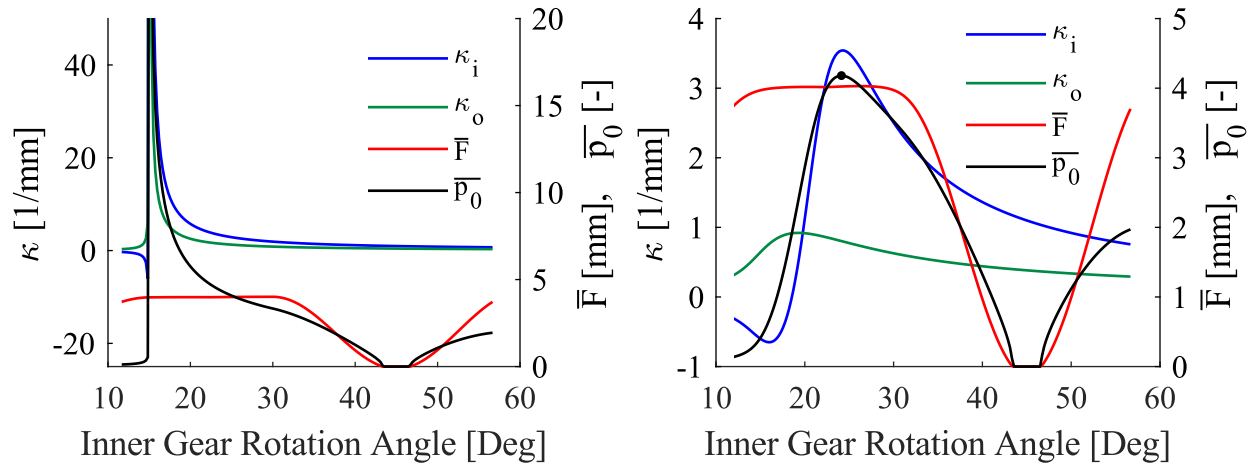 40
20
0
-20
κ [1/mm]
20
15
10
5
0
F̅ [mm], p̅₀ [-]
κᵢ
κₒ
F̅
p̅₀
10 20 30 40 50 60
Inner Gear Rotation Angle [Deg]
4
3
2
1
0
-1
κ [1/mm]
5
4
3
2
1
0
F̅ [mm], p̅₀ [-]
κᵢ
κₒ
F̅
p̅₀
10 20 30 40 50 60
Inner Gear Rotation Angle [Deg]